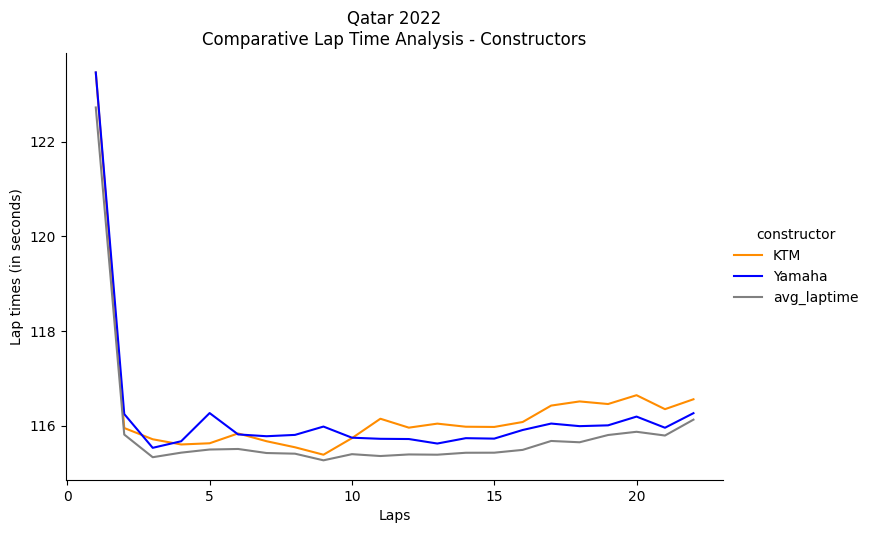 Qatar 2022
Comparative Lap Time Analysis - Constructors
Lap times (in seconds)
122
120
118
116
0
5
10
15
20
Laps
constructor
KTM
Yamaha
avg_laptime